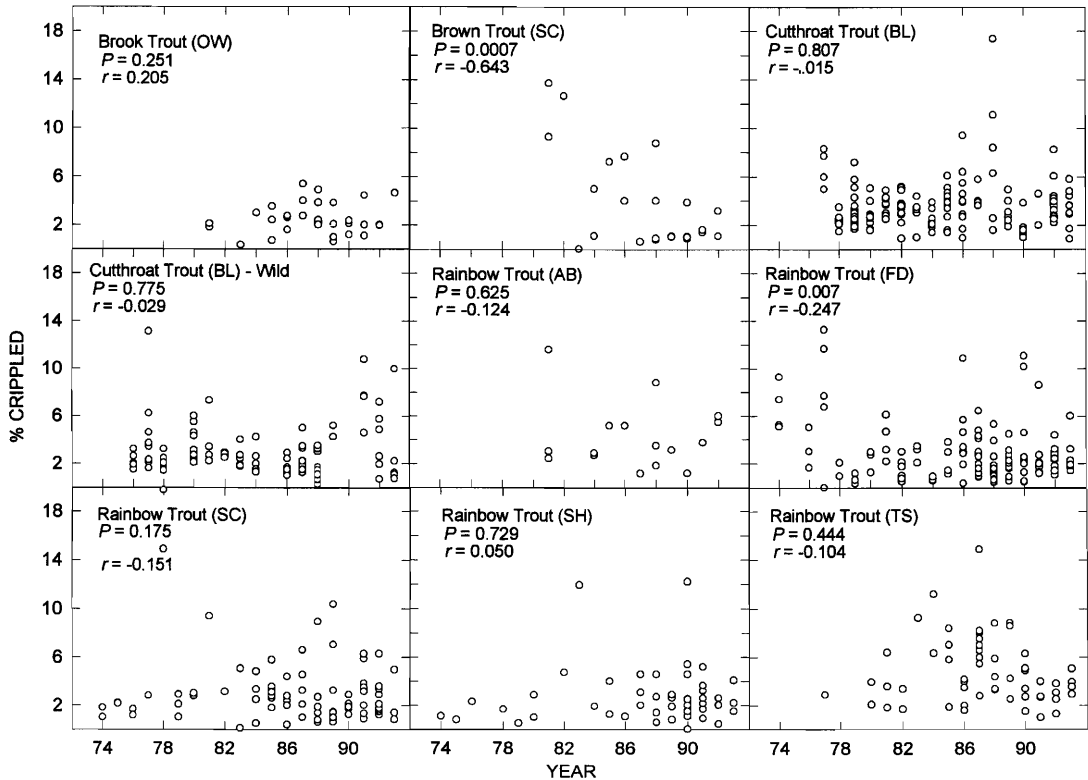 18
14
10
6
2
Brook Trout (OW)
P = 0.251
r = 0.205
Brown Trout (SC)
P = 0.0007
r = -0.643
Cutthroat Trout (BL)
P = 0.807
r = -.015
18
14
10
6
2
Cutthroat Trout (BL) - Wild
P = 0.775
r = -0.029
Rainbow Trout (AB)
P = 0.625
r = -0.124
Rainbow Trout (FD)
P = 0.007
r = -0.247
18
14
10
6
2
Rainbow Trout (SC)
P = 0.175
r = -0.151
Rainbow Trout (SH)
P = 0.729
r = 0.050
Rainbow Trout (TS)
P = 0.444
r = -0.104
% CRIPPLED
74 78 82 86 90
74 78 82 86 90
74 78 82 86 90
YEAR